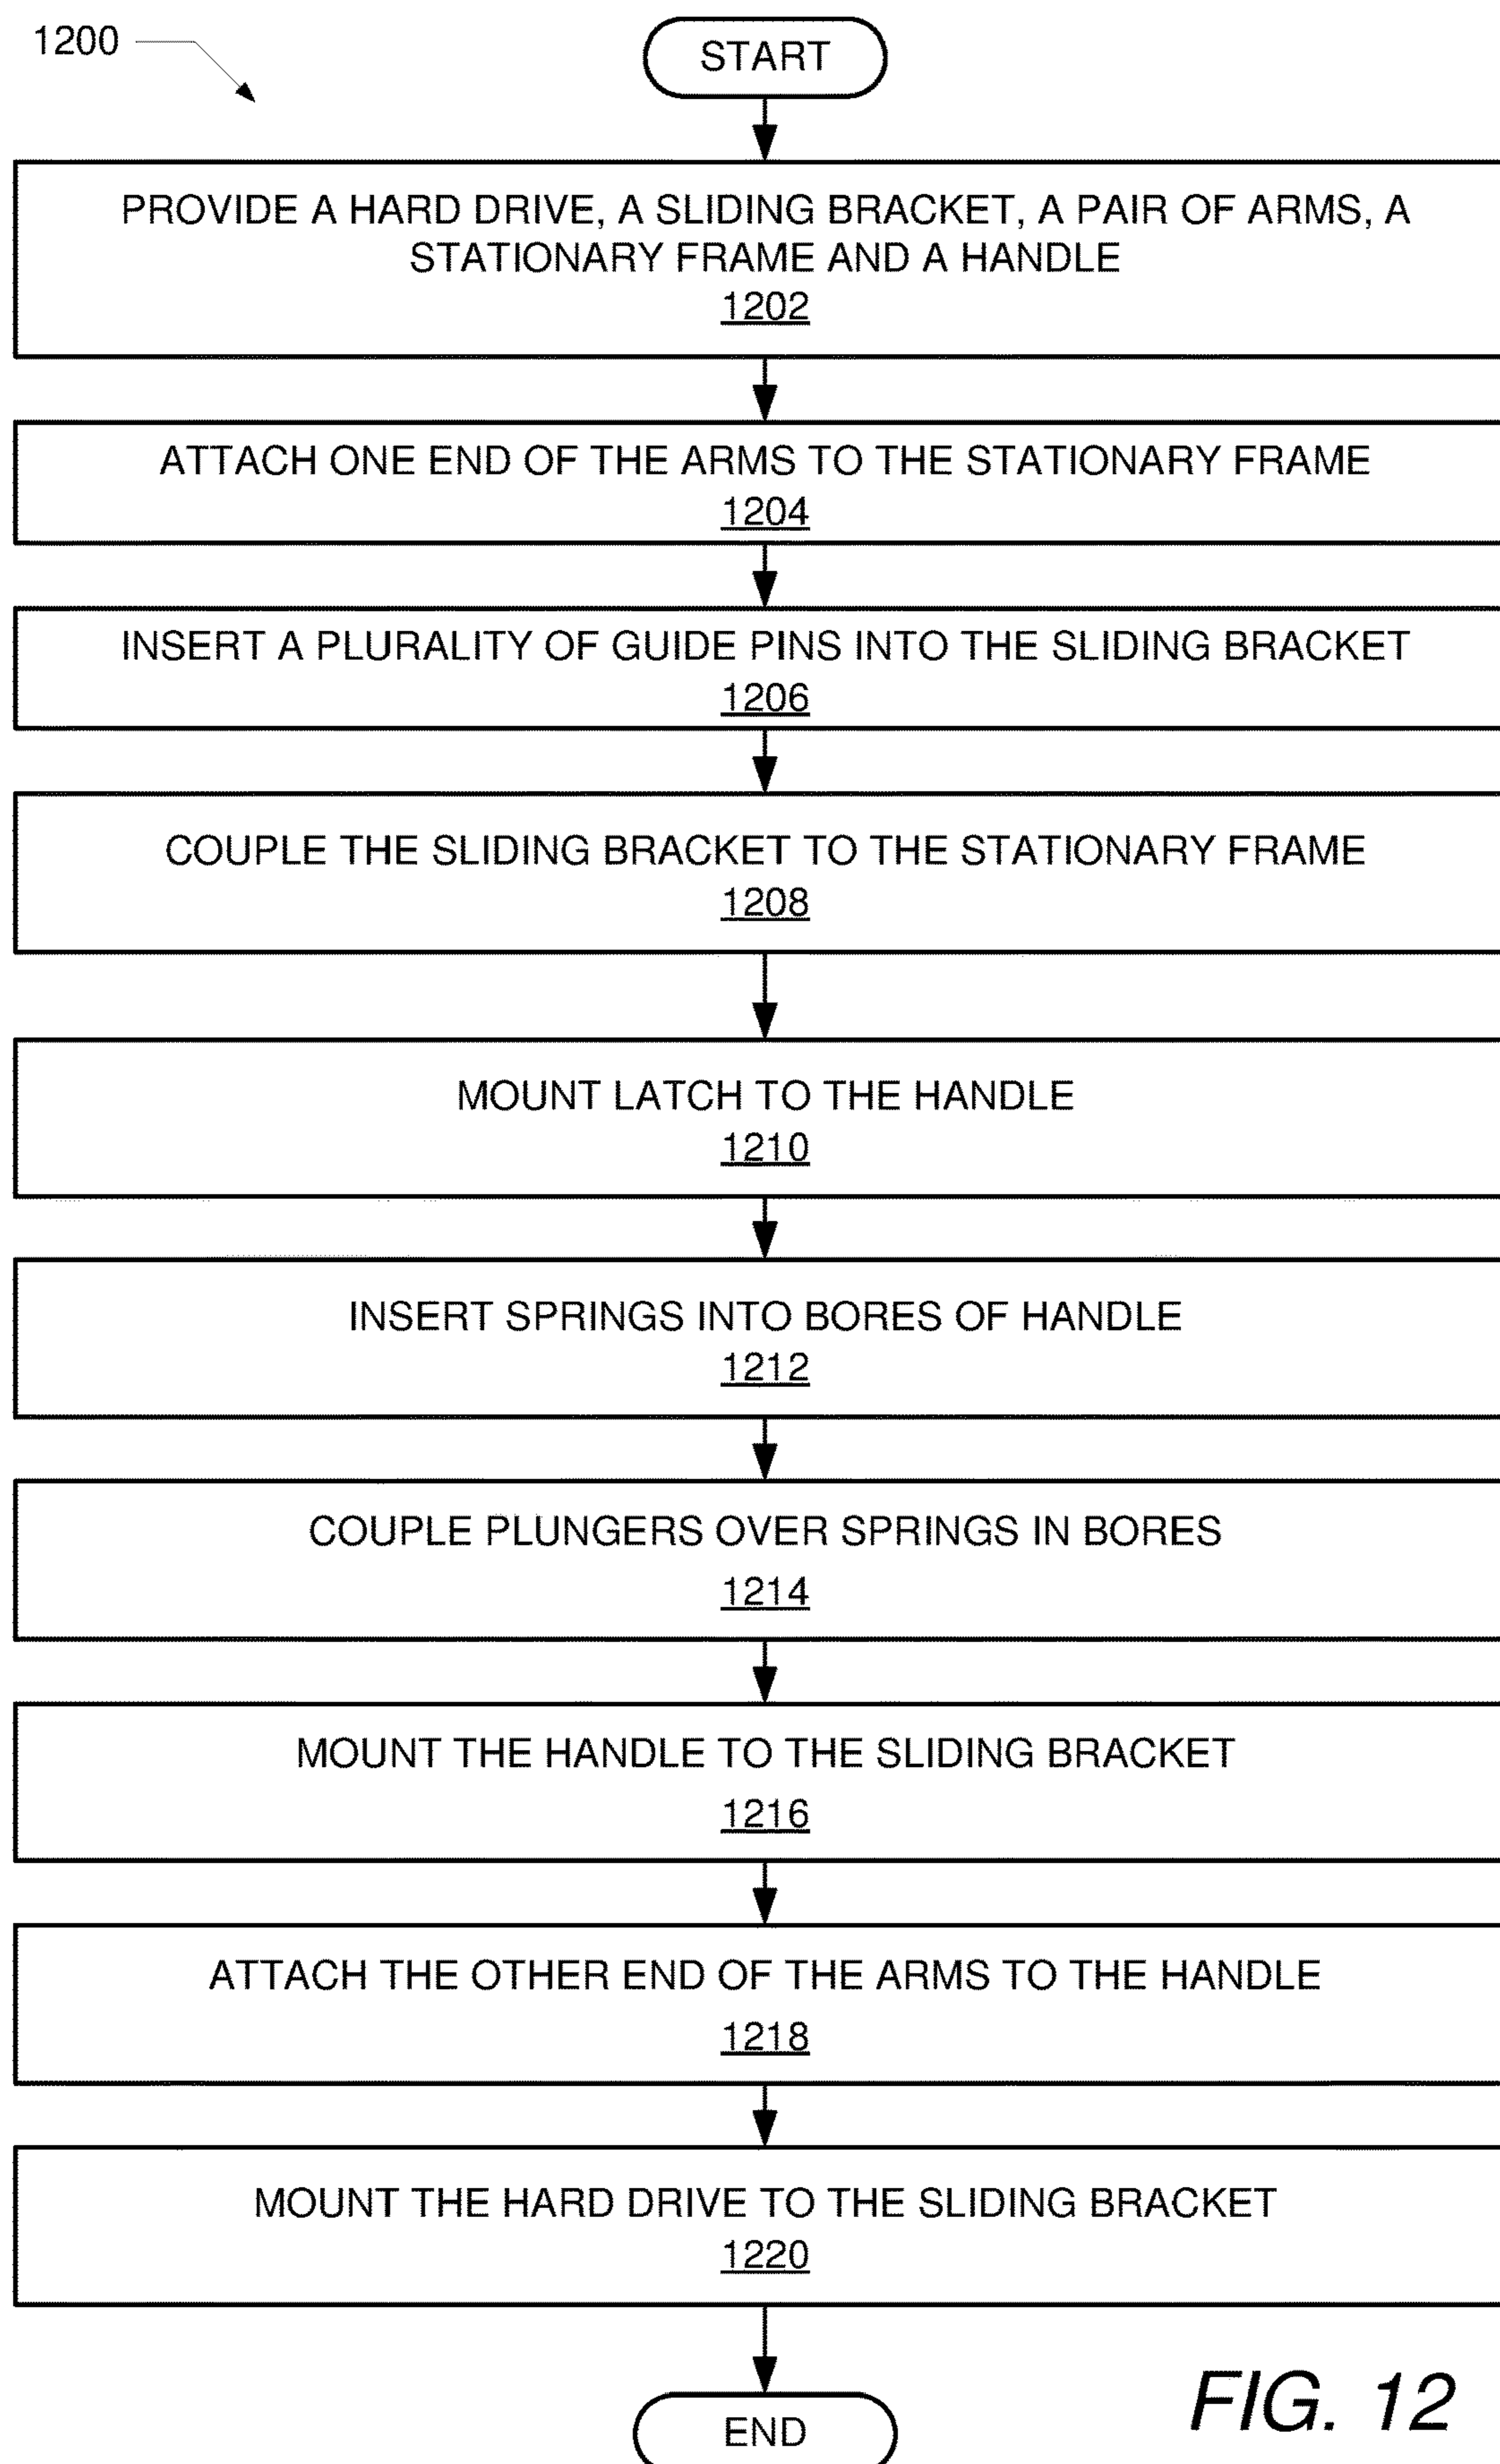 1200
START
PROVIDE A HARD DRIVE, A SLIDING BRACKET, A PAIR OF ARMS, A
STATIONARY FRAME AND A HANDLE
1202
ATTACH ONE END OF THE ARMS TO THE STATIONARY FRAME
1204
INSERT A PLURALITY OF GUIDE PINS INTO THE SLIDING BRACKET
1206
COUPLE THE SLIDING BRACKET TO THE STATIONARY FRAME
1208
MOUNT LATCH TO THE HANDLE
1210
INSERT SPRINGS INTO BORES OF HANDLE
1212
COUPLE PLUNGERS OVER SPRINGS IN BORES
1214
MOUNT THE HANDLE TO THE SLIDING BRACKET
1216
ATTACH THE OTHER END OF THE ARMS TO THE HANDLE
1218
MOUNT THE HARD DRIVE TO THE SLIDING BRACKET
1220
END
FIG. 12